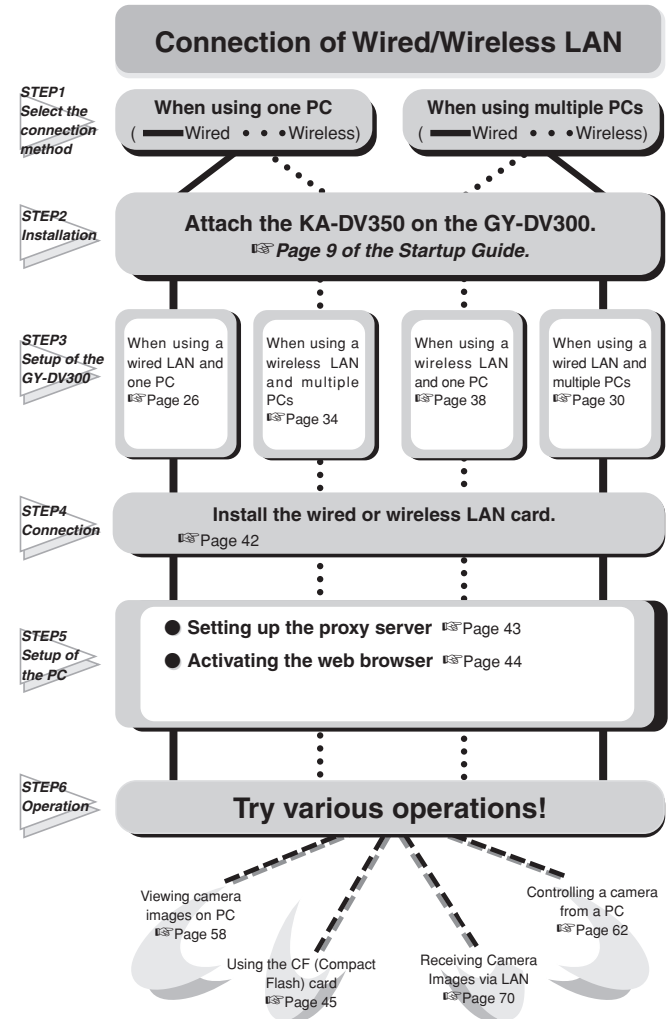 Connection of Wired/Wireless LAN
STEP1
Select the
connection
method
When using one PC
( Wired • • • Wireless)
When using multiple PCs
( Wired • • • Wireless)
STEP2
Installation
Attach the KA-DV350 on the GY-DV300.
☞ Page 9 of the Startup Guide.
STEP3
Setup of the
GY-DV300
When using a
wired LAN and
one PC
☞Page 26
When using a
wireless LAN
and multiple
PCs
☞Page 34
When using a
wireless LAN
and one PC
☞Page 38
When using a
wired LAN and
multiple PCs
☞Page 30
STEP4
Connection
Install the wired or wireless LAN card.
☞Page 42
STEP5
Setup of
the PC
● Setting up the proxy server ☞Page 43
● Activating the web browser ☞Page 44
STEP6
Operation
Try various operations!
Viewing camera
images on PC
☞Page 58
Using the CF (Compact
Flash) card
☞Page 45
Receiving Camera
Images via LAN
☞Page 70
Controlling a camera
from a PC
☞Page 62